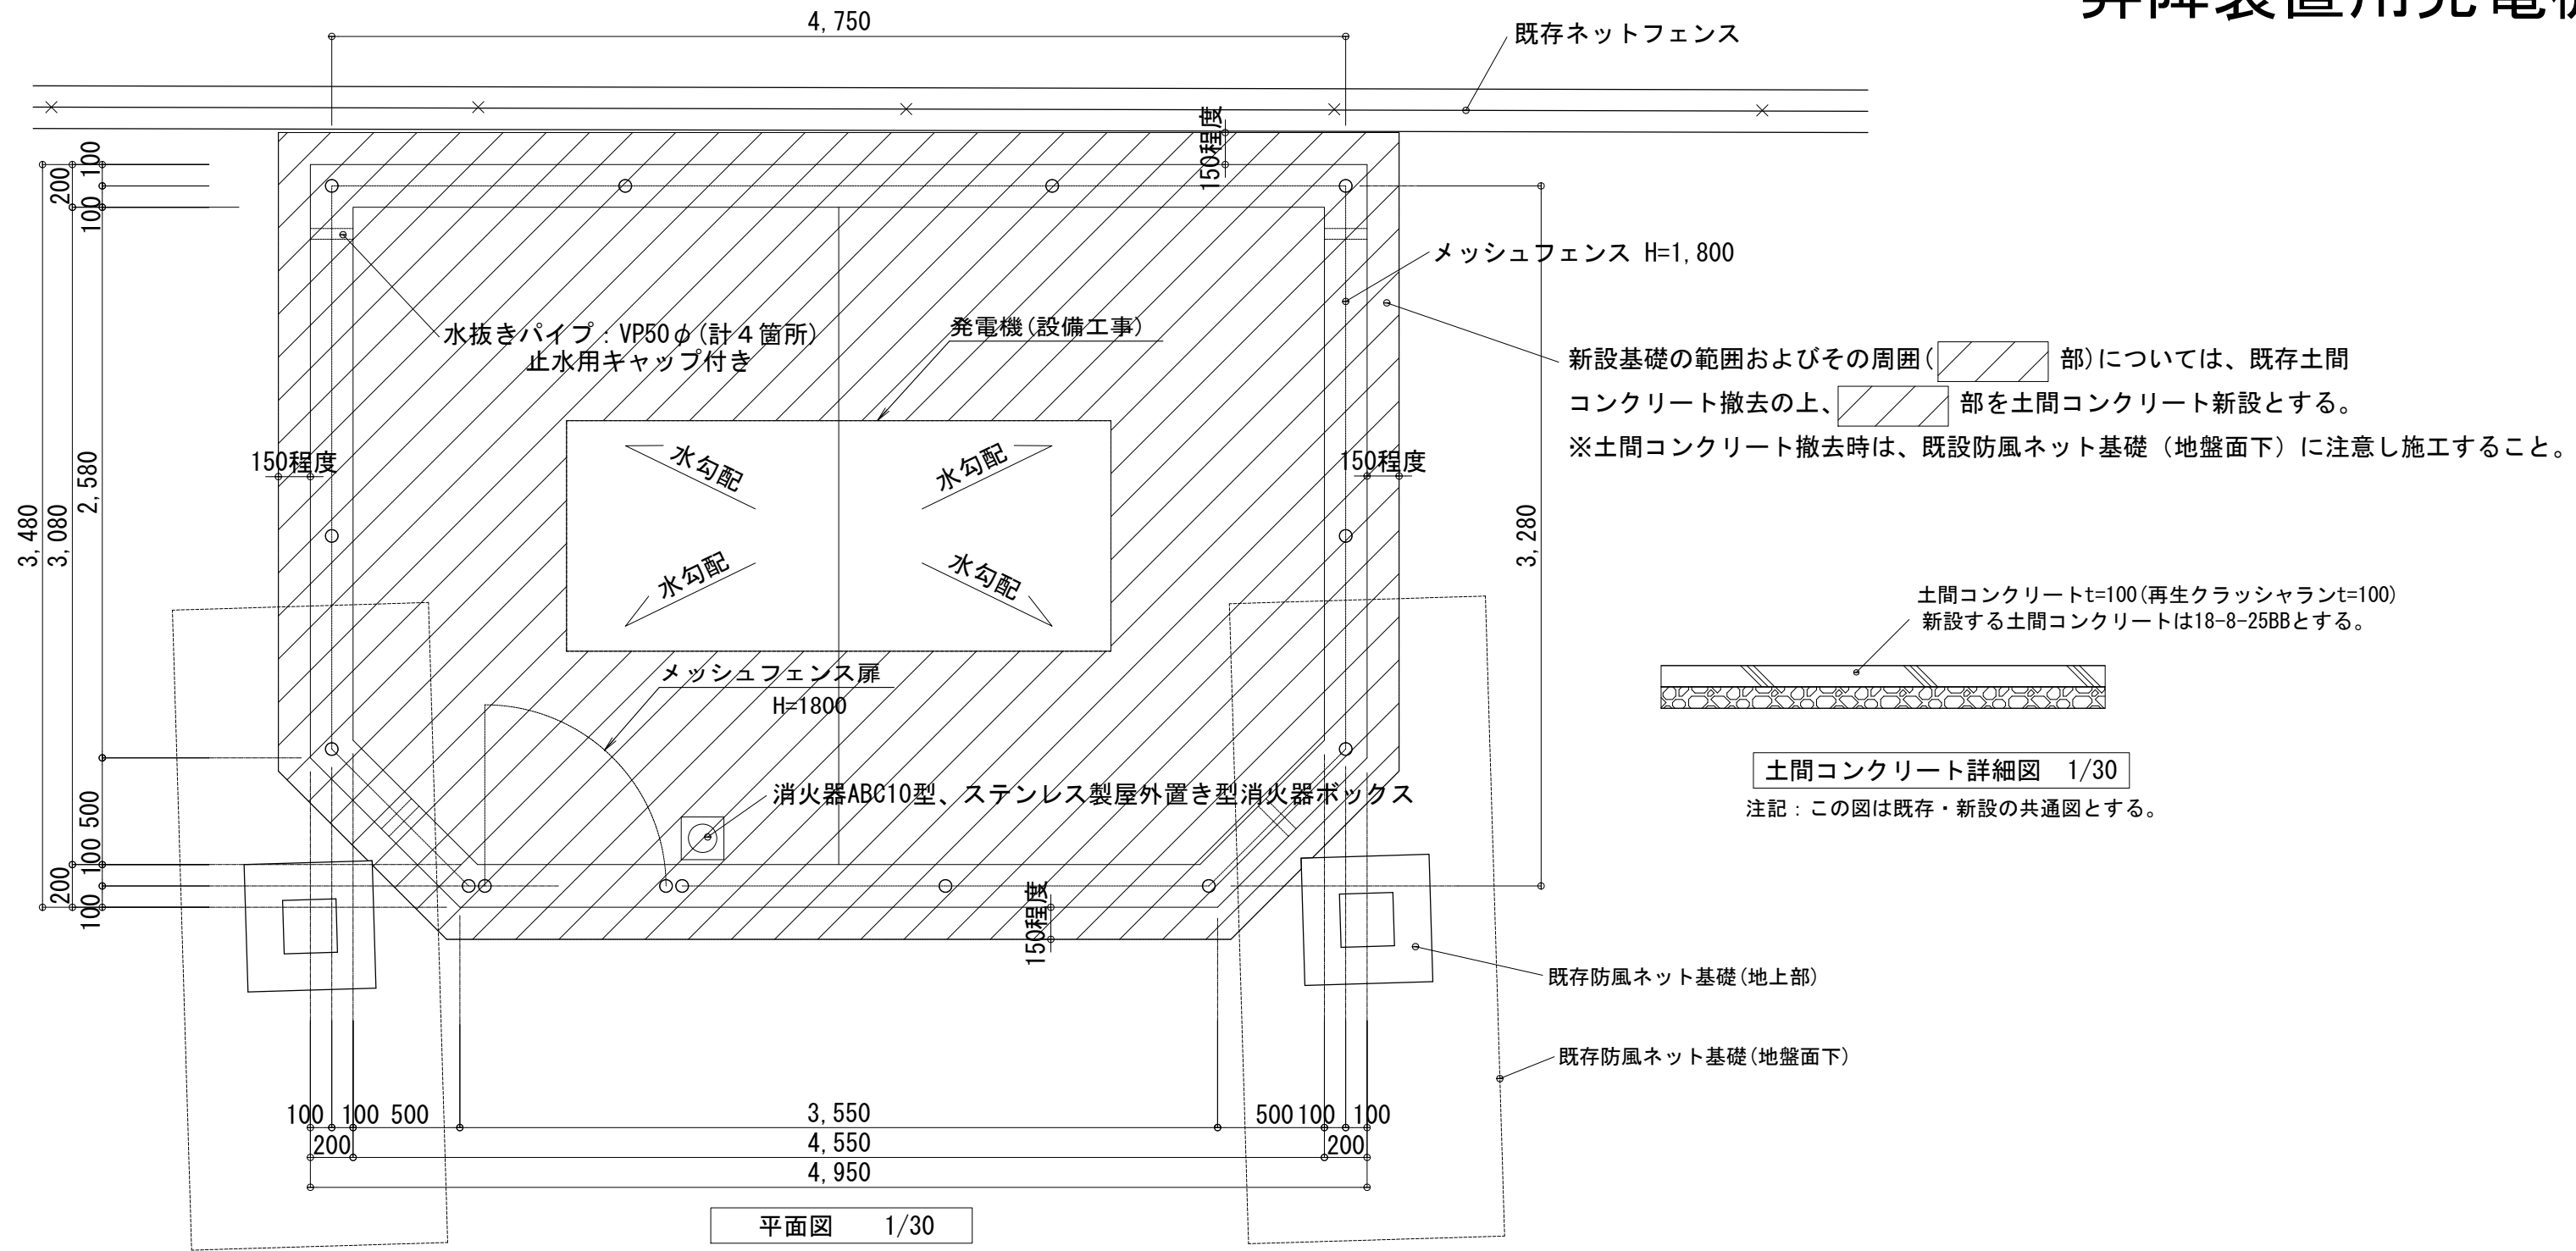 昇降装置用発電機
4,750
既存ネットフェンス
150程度
100
200
100
メッシュフェンス H=1,800
水抜きパイプ：VP50φ(計４箇所)
止水用キャップ付き
発電機(設備工事)
新設基礎の範囲およびその周囲( 部)については、既存土間
コンクリート撤去の上、 部を土間コンクリート新設とする。
※土間コンクリート撤去時は、既設防風ネット基礎（地盤面下）に注意し施工すること。
150程度
水勾配
水勾配
150程度
2,580
3,480
3,080
3,280
水勾配
水勾配
土間コンクリートt=100(再生クラッシャランt=100)
新設する土間コンクリートは18-8-25BBとする。
メッシュフェンス扉
H=1800
土間コンクリート詳細図 1/30
注記：この図は既存・新設の共通図とする。
消火器ABC10型、ステンレス製屋外置き型消火器ボックス
500
100
200
100
150程度
既存防風ネット基礎(地上部)
既存防風ネット基礎(地盤面下)
100 100 500 3,550 500 100 100
200 4,550 200
4,950
平面図 1/30